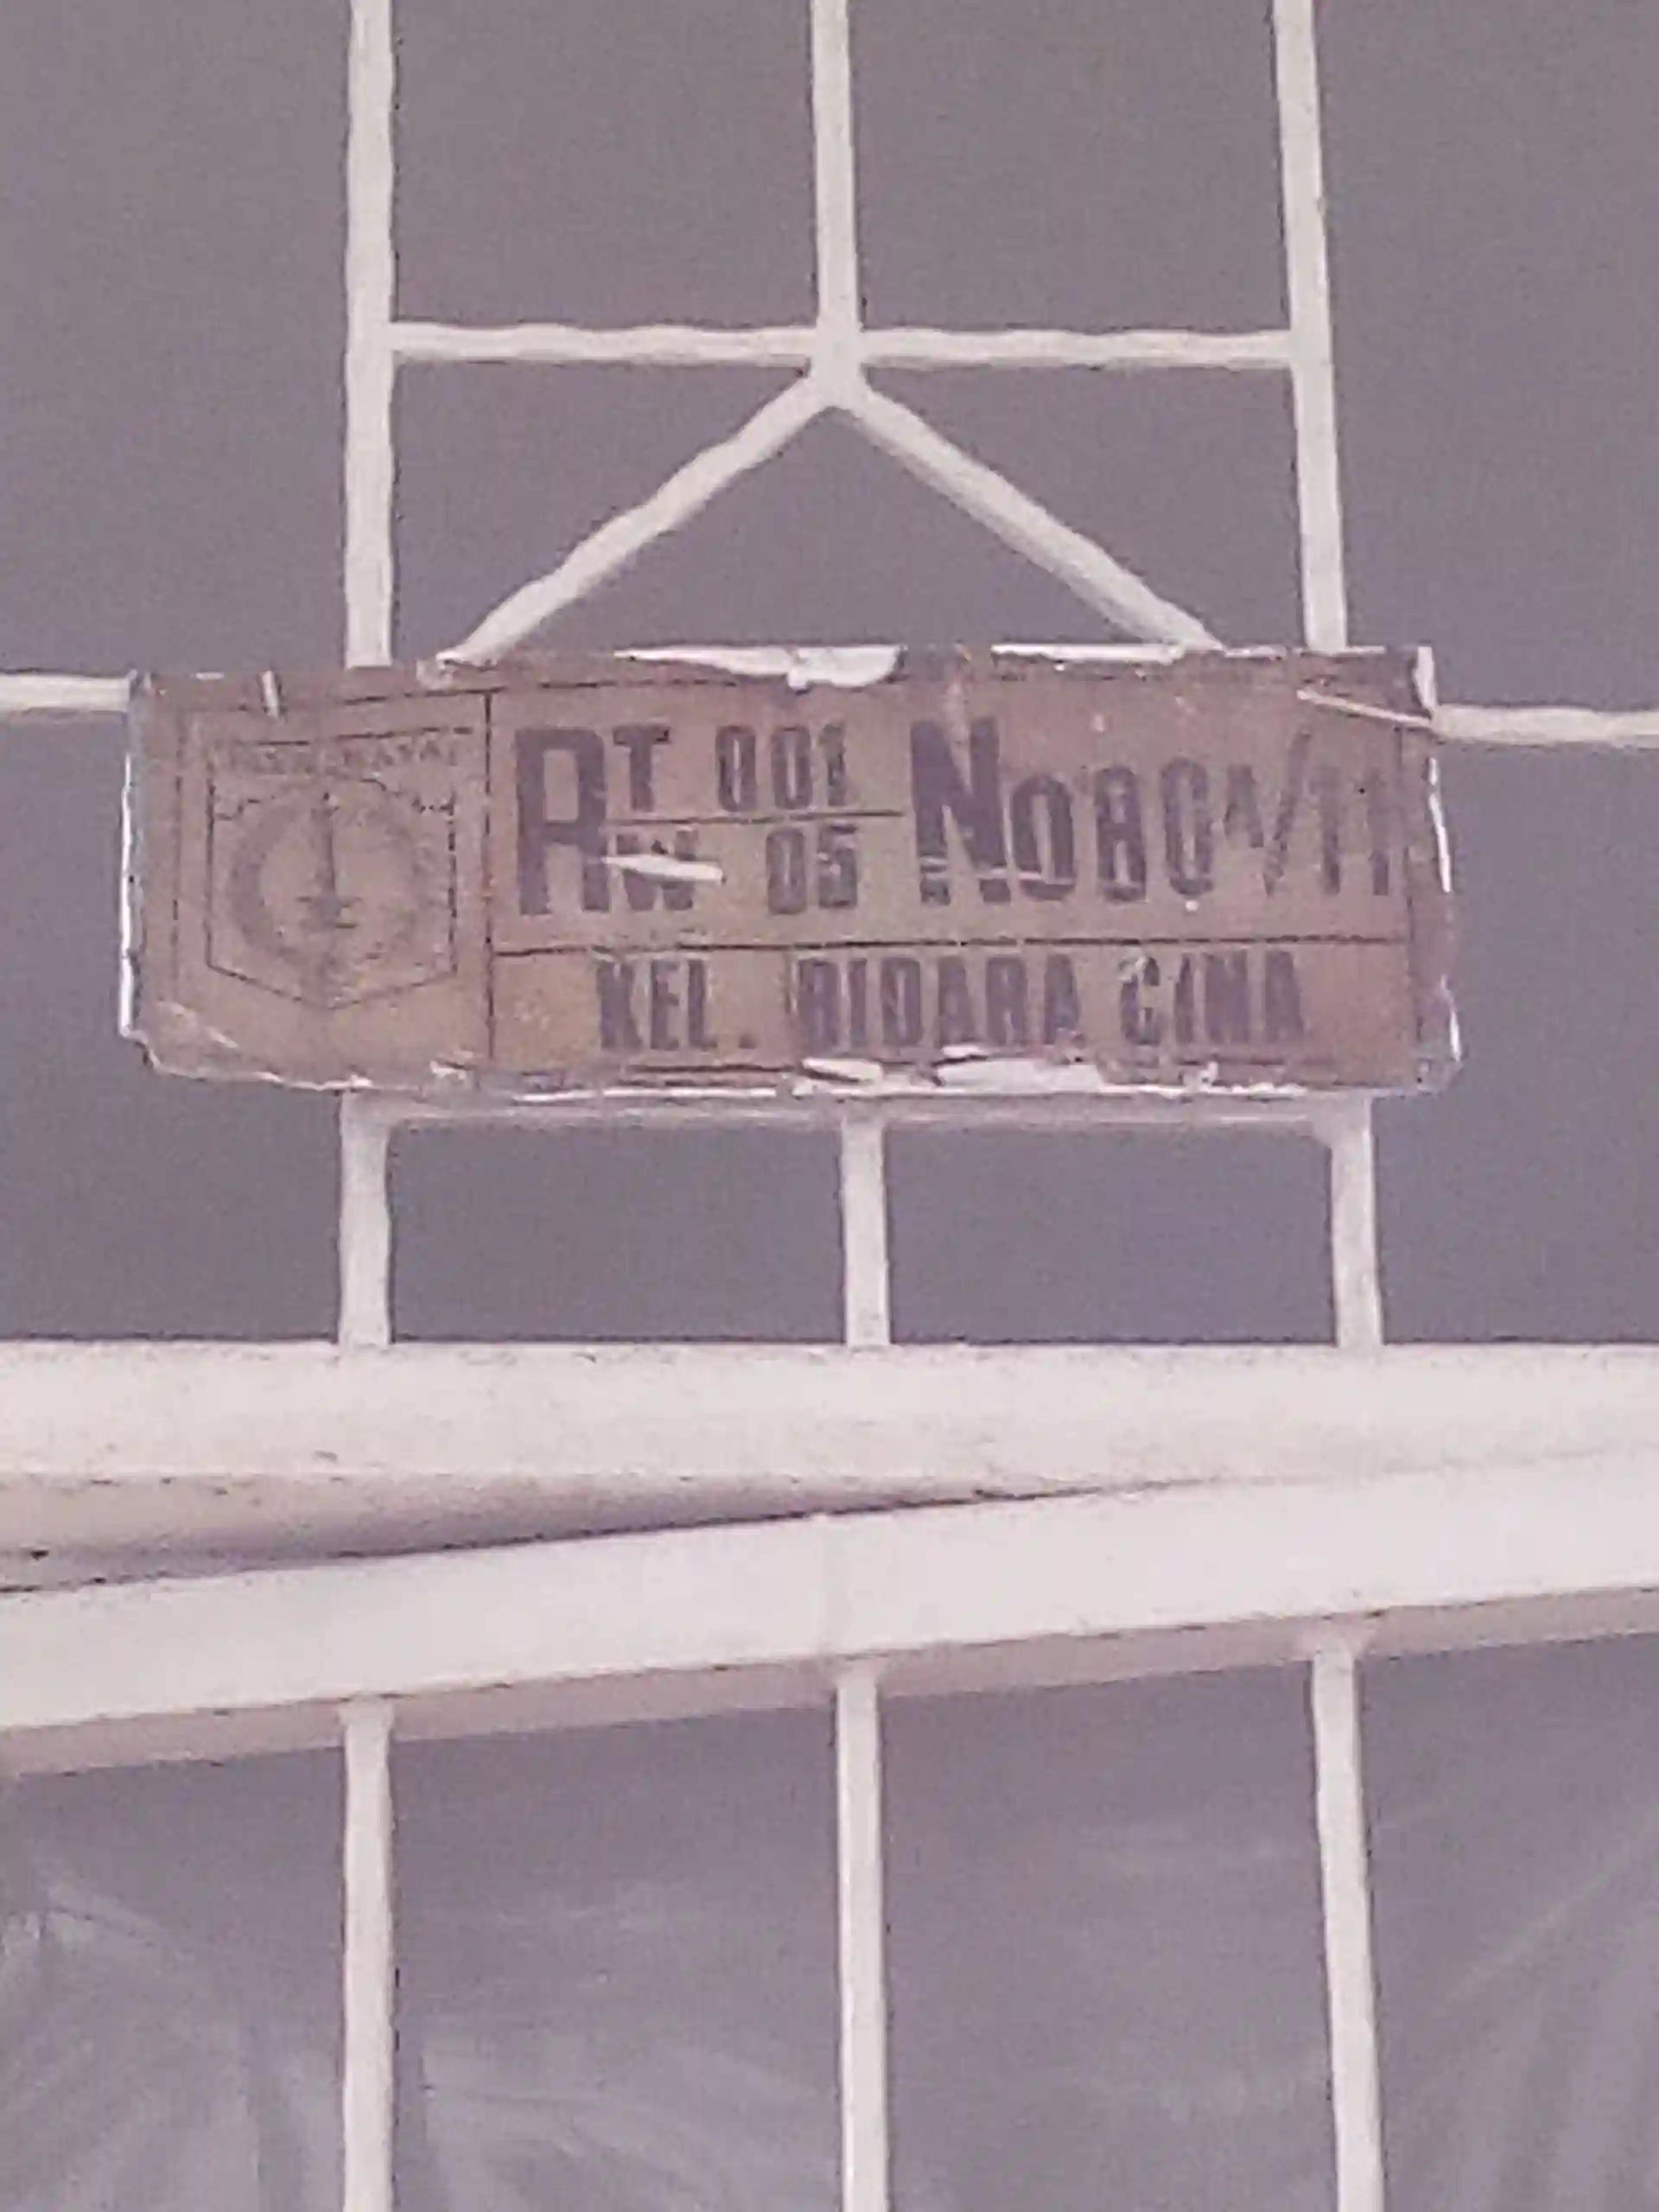 RT 001 No 80A/11
RW 05
KEL. BIDARA CINA